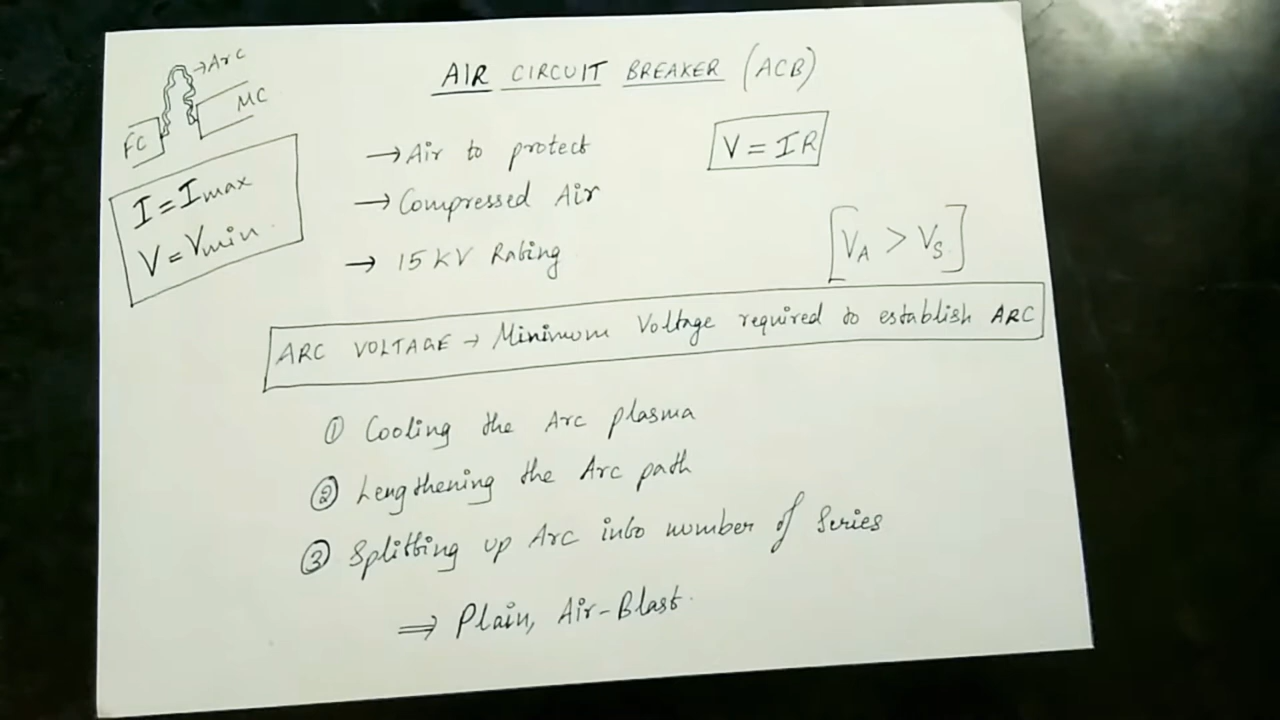 AIR CIRCUIT BREAKER (ACB)
→ Arc
MC
FC
I = Imax
V = Vmin.
→ Air to protect
→ Compressed Air
→ 15 kV Rating
V = IR
[VA > VS]
ARC VOLTAGE → Minimum Voltage required to establish ARC
① Cooling the Arc plasma
② Lengthening the Arc path
③ Splitting up Arc into number of Series
⇒ Plain, Air-Blast.